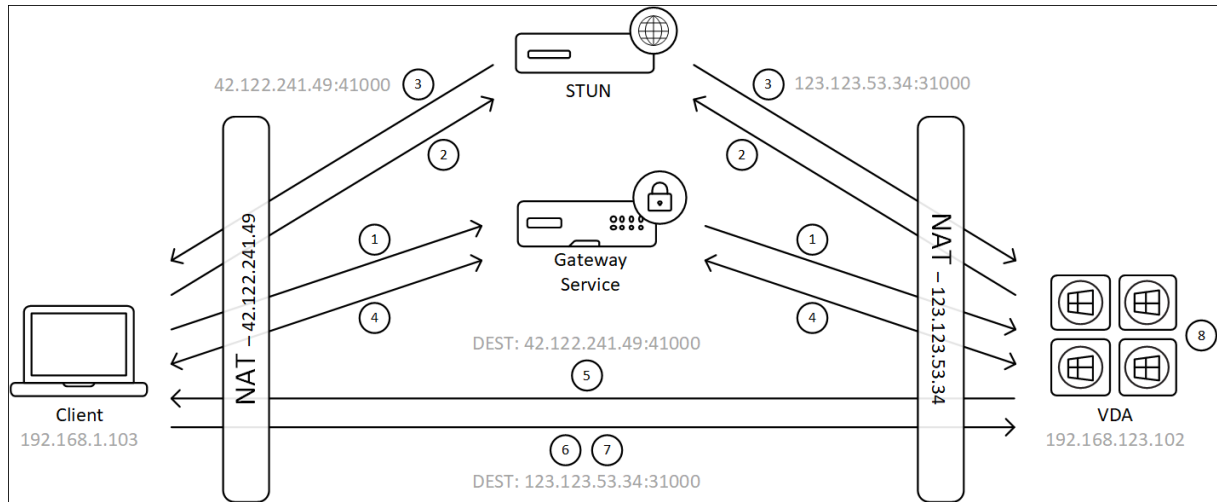 42.122.241.49:41000
3
STUN
3
123.123.53.34:31000
2
2
NAT – 42.122.241.49
NAT – 123.123.53.34
1
Gateway
Service
1
4
4
8
DEST: 42.122.241.49:41000
5
Client
192.168.1.103
VDA
192.168.123.102
6 7
DEST: 123.123.53.34:31000